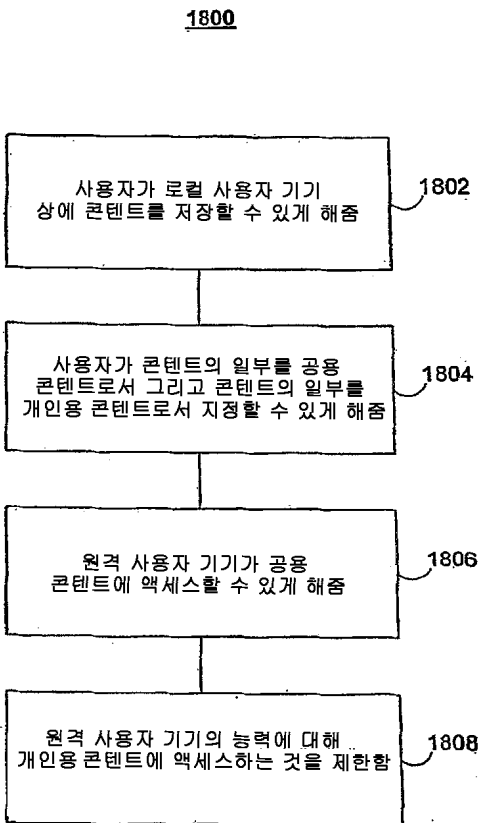 1800
사용자가 로컬 사용자 기기
상에 콘텐트를 저장할 수 있게 해줌
1802
사용자가 콘텐트의 일부를 공용
콘텐트로서 그리고 콘텐트의 일부를
개인용 콘텐트로서 지정할 수 있게 해줌
1804
원격 사용자 기기가 공용
콘텐트에 액세스할 수 있게 해줌
1806
원격 사용자 기기의 능력에 대해
개인용 콘텐트에 액세스하는 것을 제한함
1808